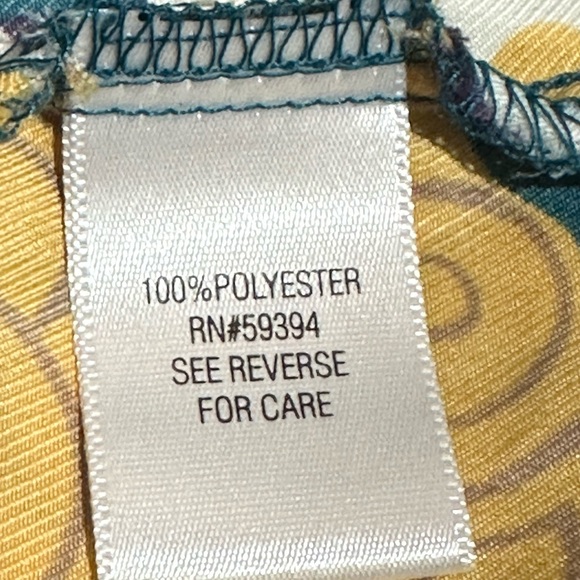 100%POLYESTER
RN#59394
SEE REVERSE
FOR CARE